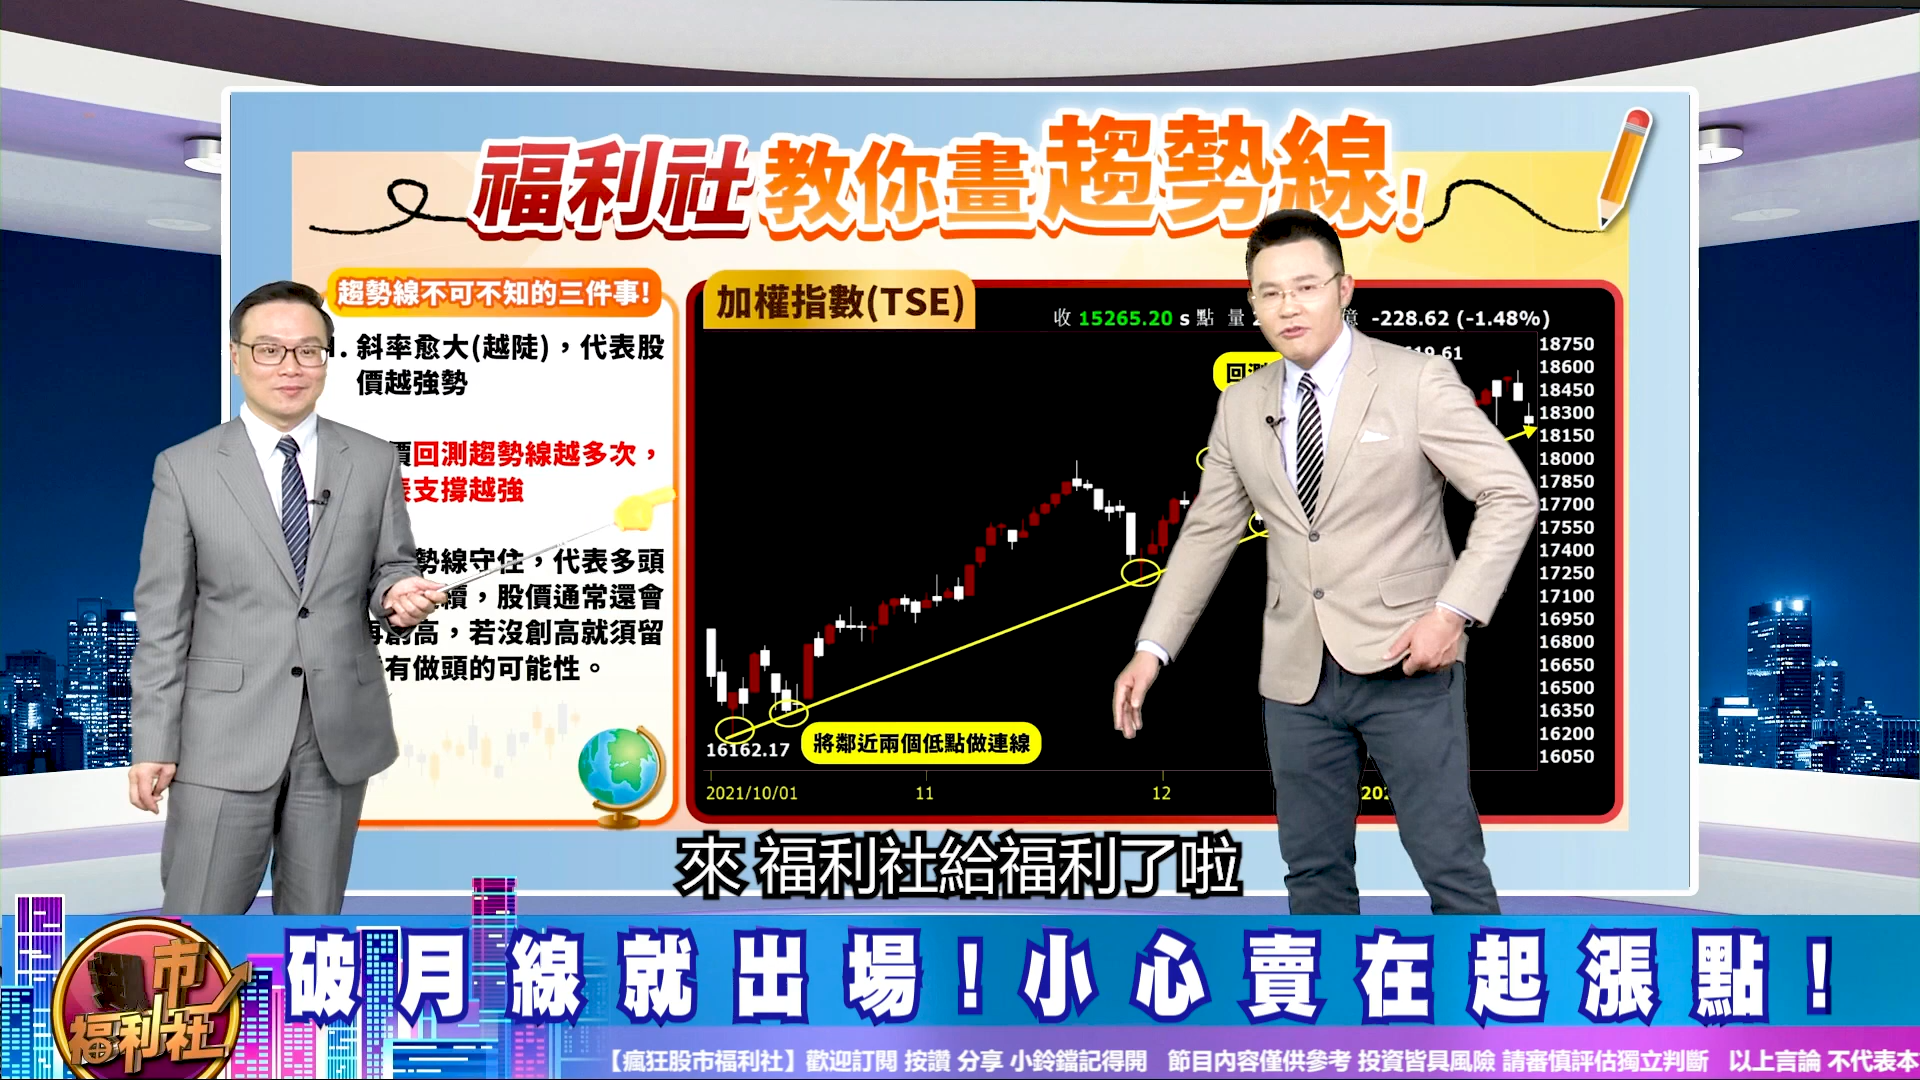 福利社教你畫趨勢線!
趨勢線不可不知的三件事!
斜率愈大(越陡)，代表股
價越強勢
回測趨勢線越多次，
支撐越強
勢線守住，代表多頭
，股價通常還會
創高，若沒創高就須留
有做頭的可能性。
加權指數(TSE)
收 15265.20 s 點 量
-228.62 (-1.48%)
18750
18600
18450
18300
18150
18000
17850
17700
17550
17400
17250
17100
16950
16800
16650
16500
16350
16200
16050
16162.17
將鄰近兩個低點做連線
2021/10/01
11
12
來 福利社給福利了啦
破月線就出場!小心賣在起漲點!
市
福利社
【瘋狂股市福利社】歡迎訂閱 按讚 分享 小鈴鐺記得開 節目內容僅供參考 投資皆具風險 請審慎評估獨立判斷 以上言論 不代表本